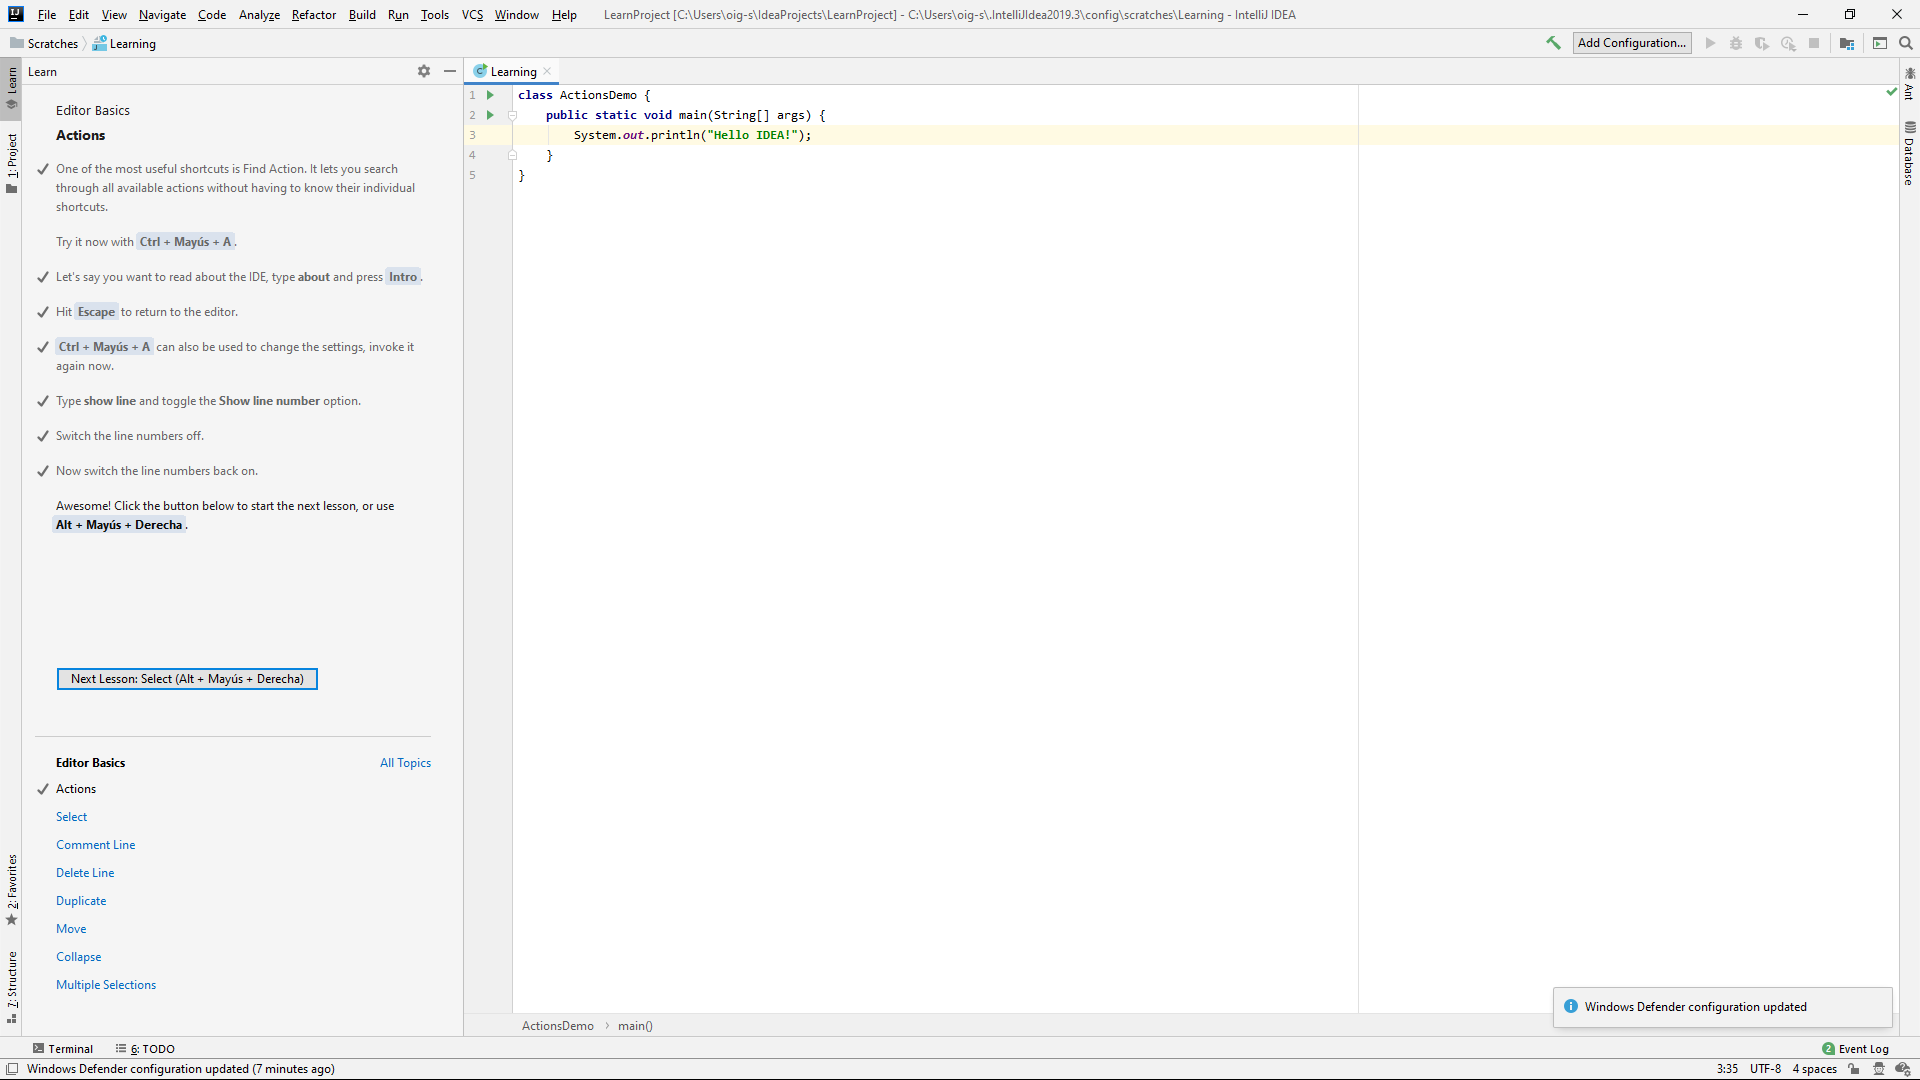 File Edit View Navigate Code Analyze Refactor Build Run Tools VCS Window Help LearnProject [C:\Users\oig-s\IdeaProjects\LearnProject] - C:\Users\oig-s\.IntelliJIdea2019.3\config\scratches\Learning - IntelliJ IDEA
Scratches Learning Add Configuration...
Learn
Learn
1: Project
2: Favorites
7: Structure
Editor Basics
Actions
One of the most useful shortcuts is Find Action. It lets you search
through all available actions without having to know their individual
shortcuts.
Try it now with Ctrl + Mayús + A.
Let's say you want to read about the IDE, type about and press Intro.
Hit Escape to return to the editor.
Ctrl + Mayús + A can also be used to change the settings, invoke it
again now.
Type show line and toggle the Show line number option.
Switch the line numbers off.
Now switch the line numbers back on.
Awesome! Click the button below to start the next lesson, or use
Alt + Mayús + Derecha.
Next Lesson: Select (Alt + Mayús + Derecha)
Editor Basics All Topics
Actions
Select
Comment Line
Delete Line
Duplicate
Move
Collapse
Multiple Selections
Learning
1 class ActionsDemo {
2 public static void main(String[] args) {
3 System.out.println("Hello IDEA!");
4 }
5 }
Ant
Database
Windows Defender configuration updated
ActionsDemo main()
Terminal 6: TODO 2 Event Log
Windows Defender configuration updated (7 minutes ago) 3:35 UTF-8 4 spaces